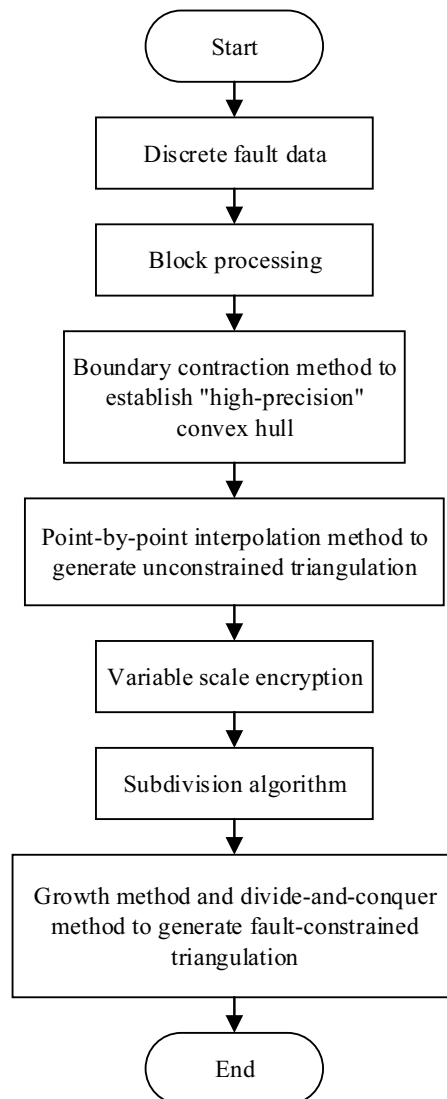 Start
Discrete fault data
Block processing
Boundary contraction method to
establish "high-precision"
convex hull
Point-by-point interpolation method to
generate unconstrained triangulation
Variable scale encryption
Subdivision algorithm
Growth method and divide-and-conquer
method to generate fault-constrained
triangulation
End